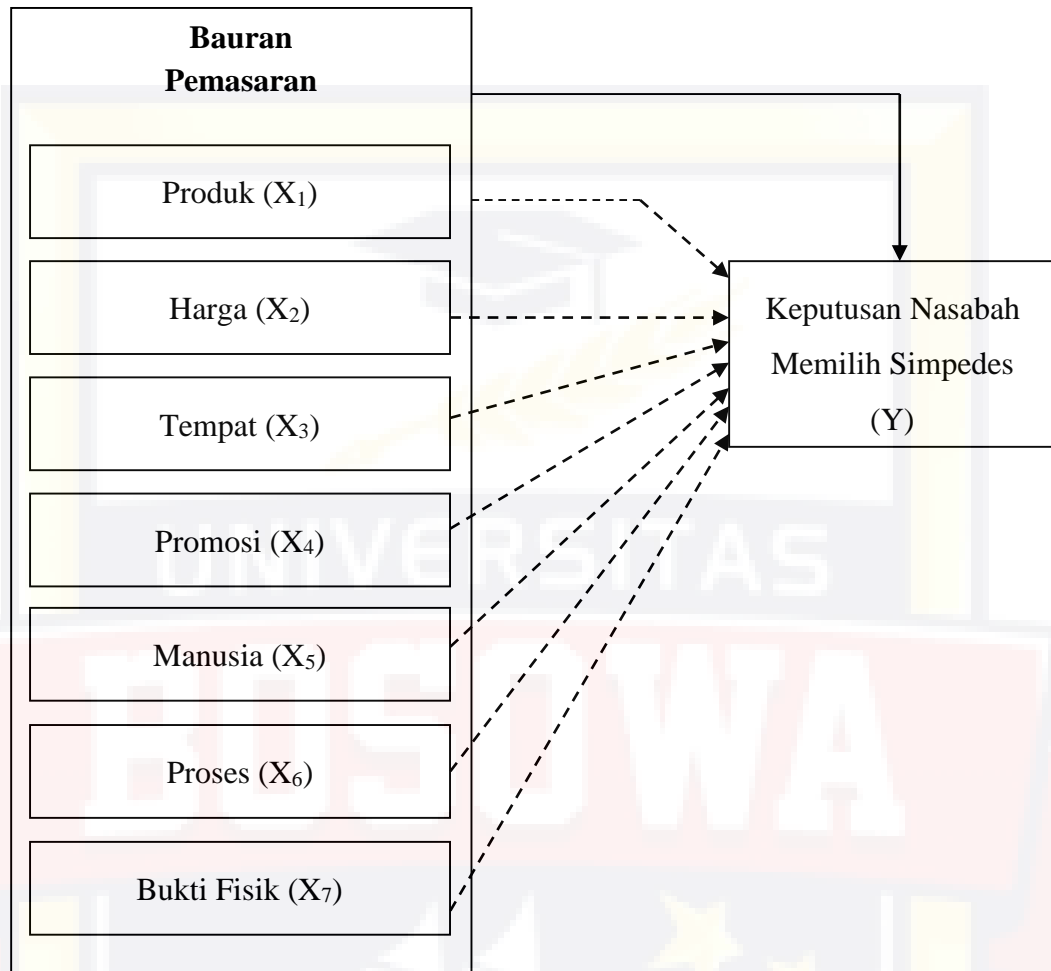 Bauran
Pemasaran
Produk (X₁)
Harga (X₂)
Tempat (X₃)
Promosi (X₄)
Manusia (X₅)
Proses (X₆)
Bukti Fisik (X₇)
Keputusan Nasabah
Memilih Simpedes
(Y)
UNIVERSITAS
BOSOWA